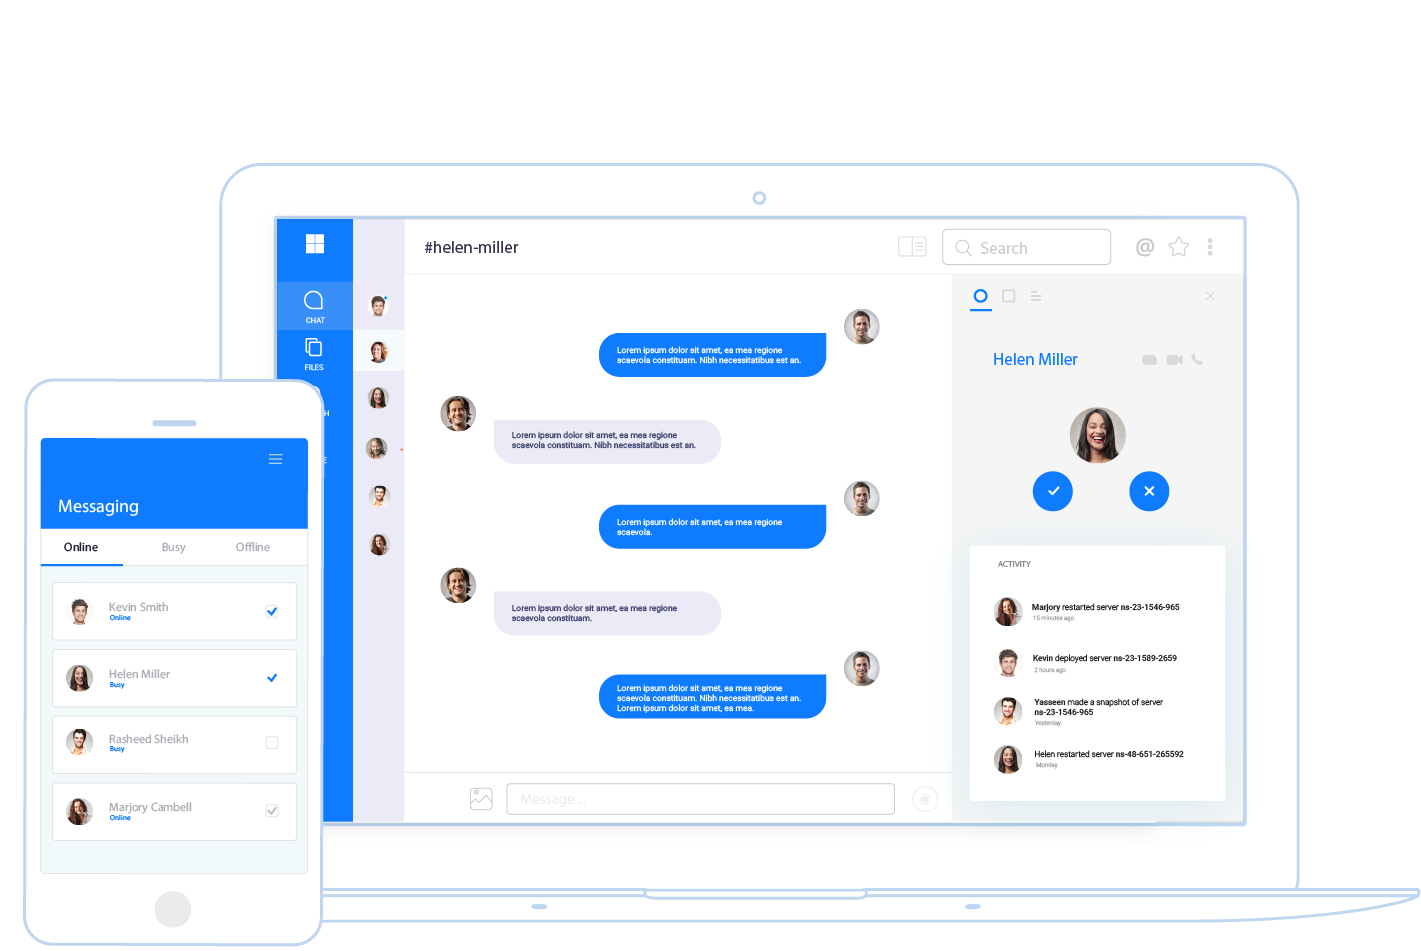 #helen-miller
Search
CHAT
FILES
H
E
Lorem ipsum dolor sit amet, ea mea regione
scaevola constituam. Nibh necessitatibus est an.
Lorem ipsum dolor sit amet, ea mea regione
scaevola constituam. Nibh necessitatibus est an.
Lorem ipsum dolor sit amet, ea mea regione
scaevola.
Lorem ipsum dolor sit amet, ea mea regione
scaevola constituam.
Lorem ipsum dolor sit amet, ea mea regione
scaevola constituam. Nibh necessitatibus est an.
Lorem ipsum dolor sit amet, ea mea.
Message ...
Helen Miller
ACTIVITY
Marjory restarted server ns-23-1546-965
15 minutes ago
Kevin deployed server ns-23-1589-2659
2 hours ago
Yasseen made a snapshot of server
ns-23-1546-965
Yesterday
Helen restarted server ns-48-651-265592
Monday
Messaging
Online Busy Offline
Kevin Smith
Online
Helen Miller
Busy
Rasheed Sheikh
Busy
Marjory Cambell
Online